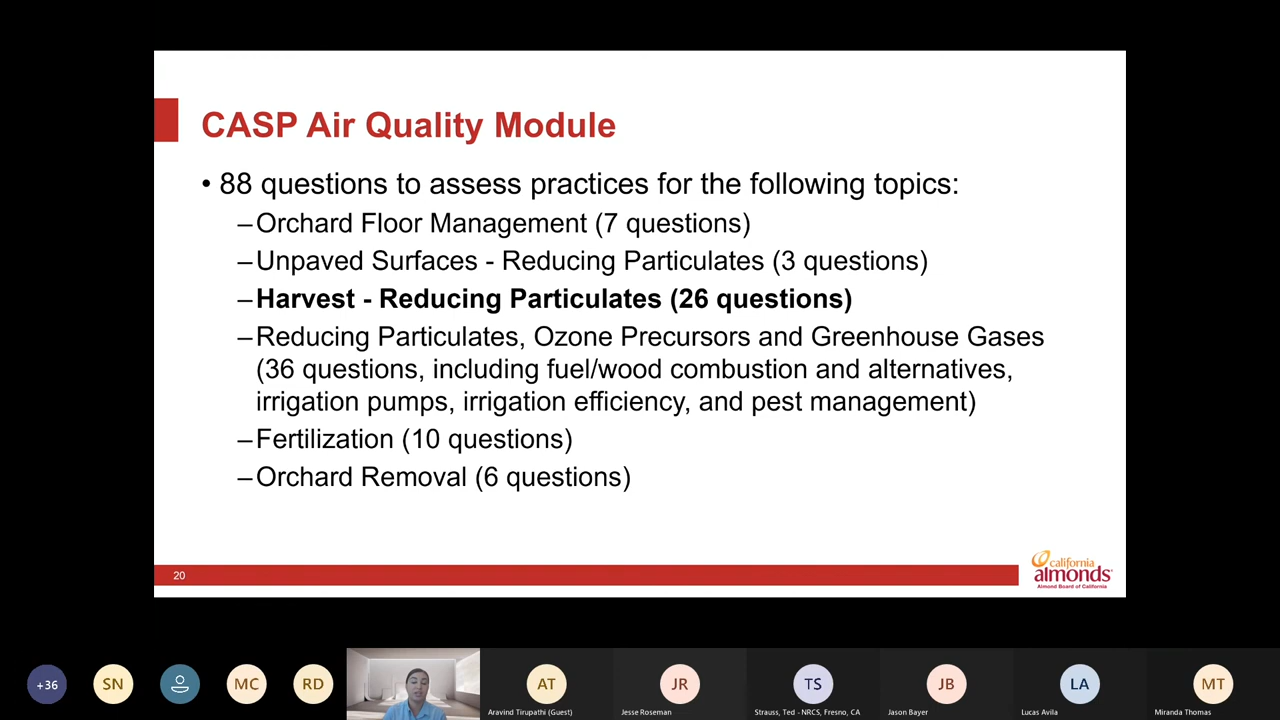 CASP Air Quality Module
• 88 questions to assess practices for the following topics:
–Orchard Floor Management (7 questions)
–Unpaved Surfaces - Reducing Particulates (3 questions)
–Harvest - Reducing Particulates (26 questions)
–Reducing Particulates, Ozone Precursors and Greenhouse Gases
(36 questions, including fuel/wood combustion and alternatives,
irrigation pumps, irrigation efficiency, and pest management)
–Fertilization (10 questions)
–Orchard Removal (6 questions)
20
california
almonds
Almond Board of California
+36
SN
MC
RD
AT
JR
TS
JB
LA
MT
Aravind Tirupathi (Guest)
Jesse Roseman
Strauss, Ted - NRCS, Fresno, CA
Jason Bayer
Lucas Avila
Miranda Thomas